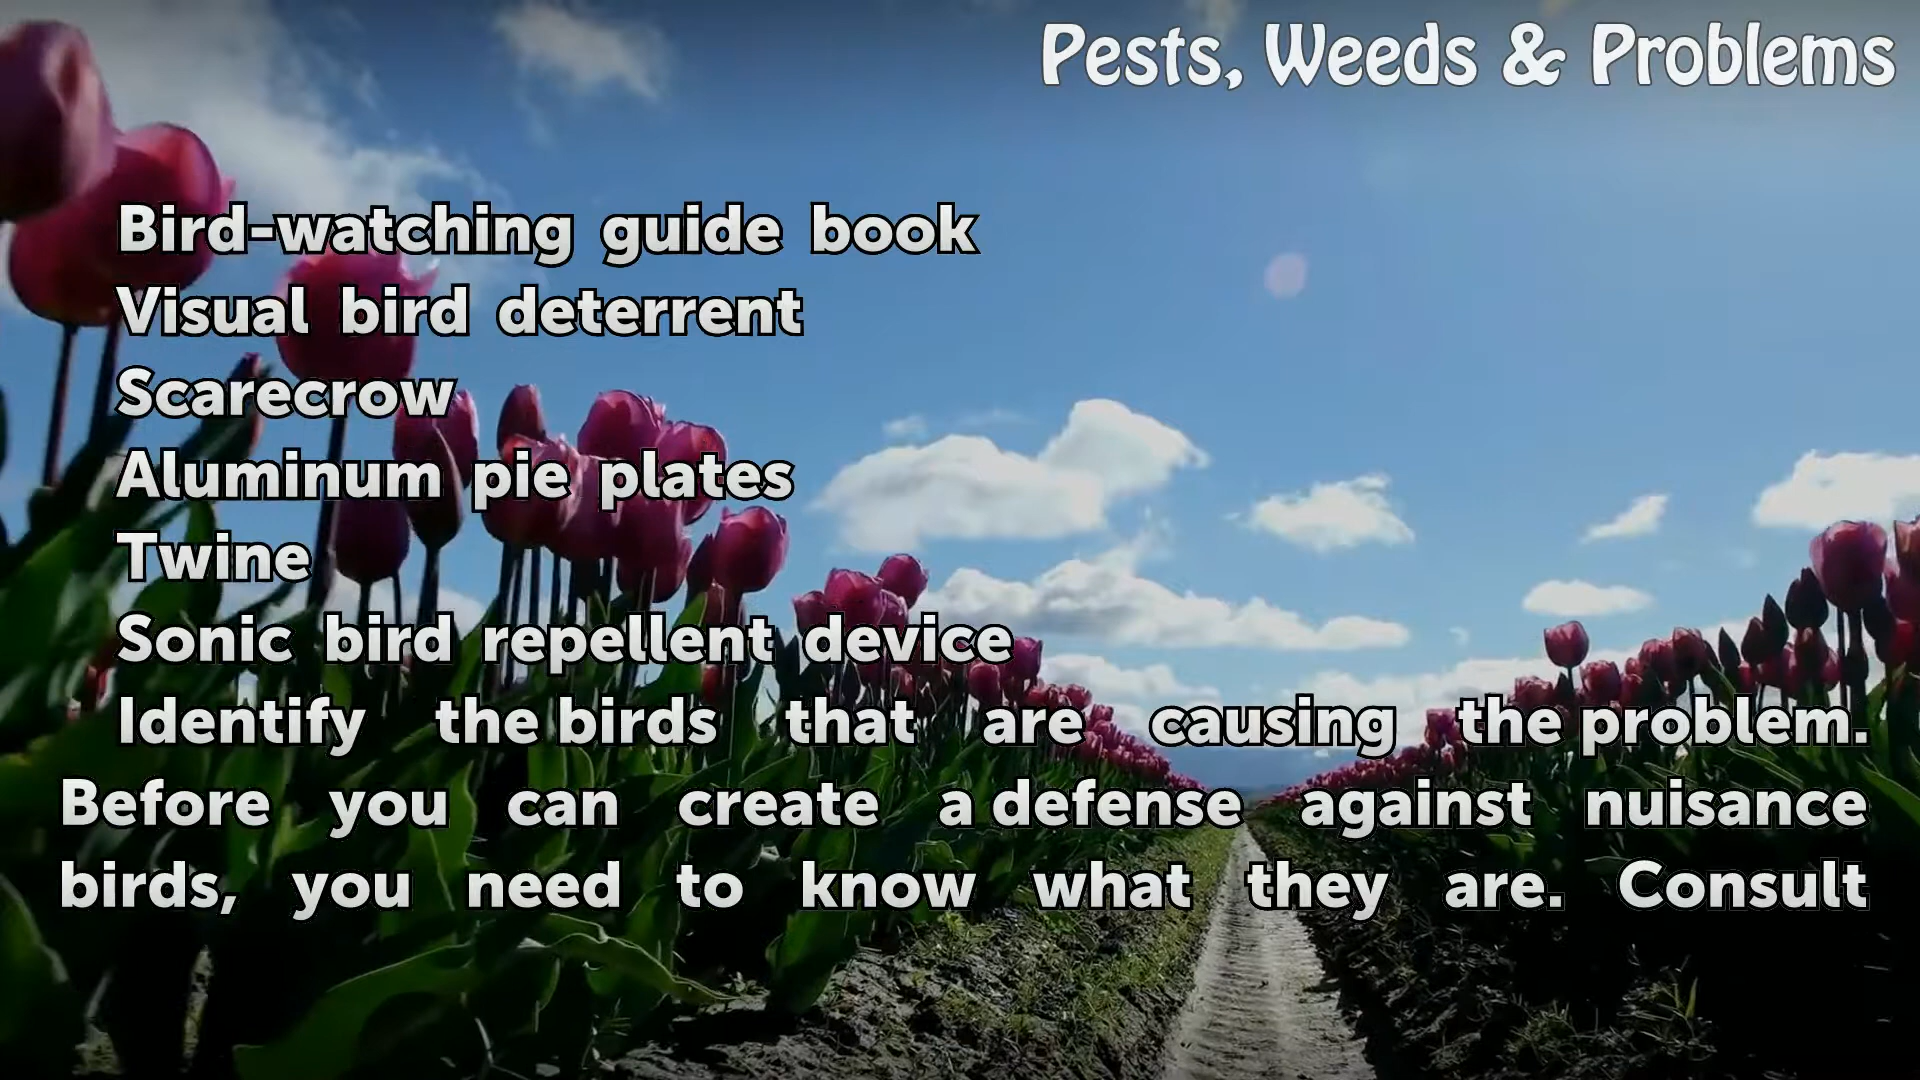 Pests, Weeds & Problems
Bird-watching guide book
Visual bird deterrent
Scarecrow
Aluminum pie plates
Twine
Sonic bird repellent device
Identify the birds that are causing the problem.
Before you can create a defense against nuisance
birds, you need to know what they are. Consult